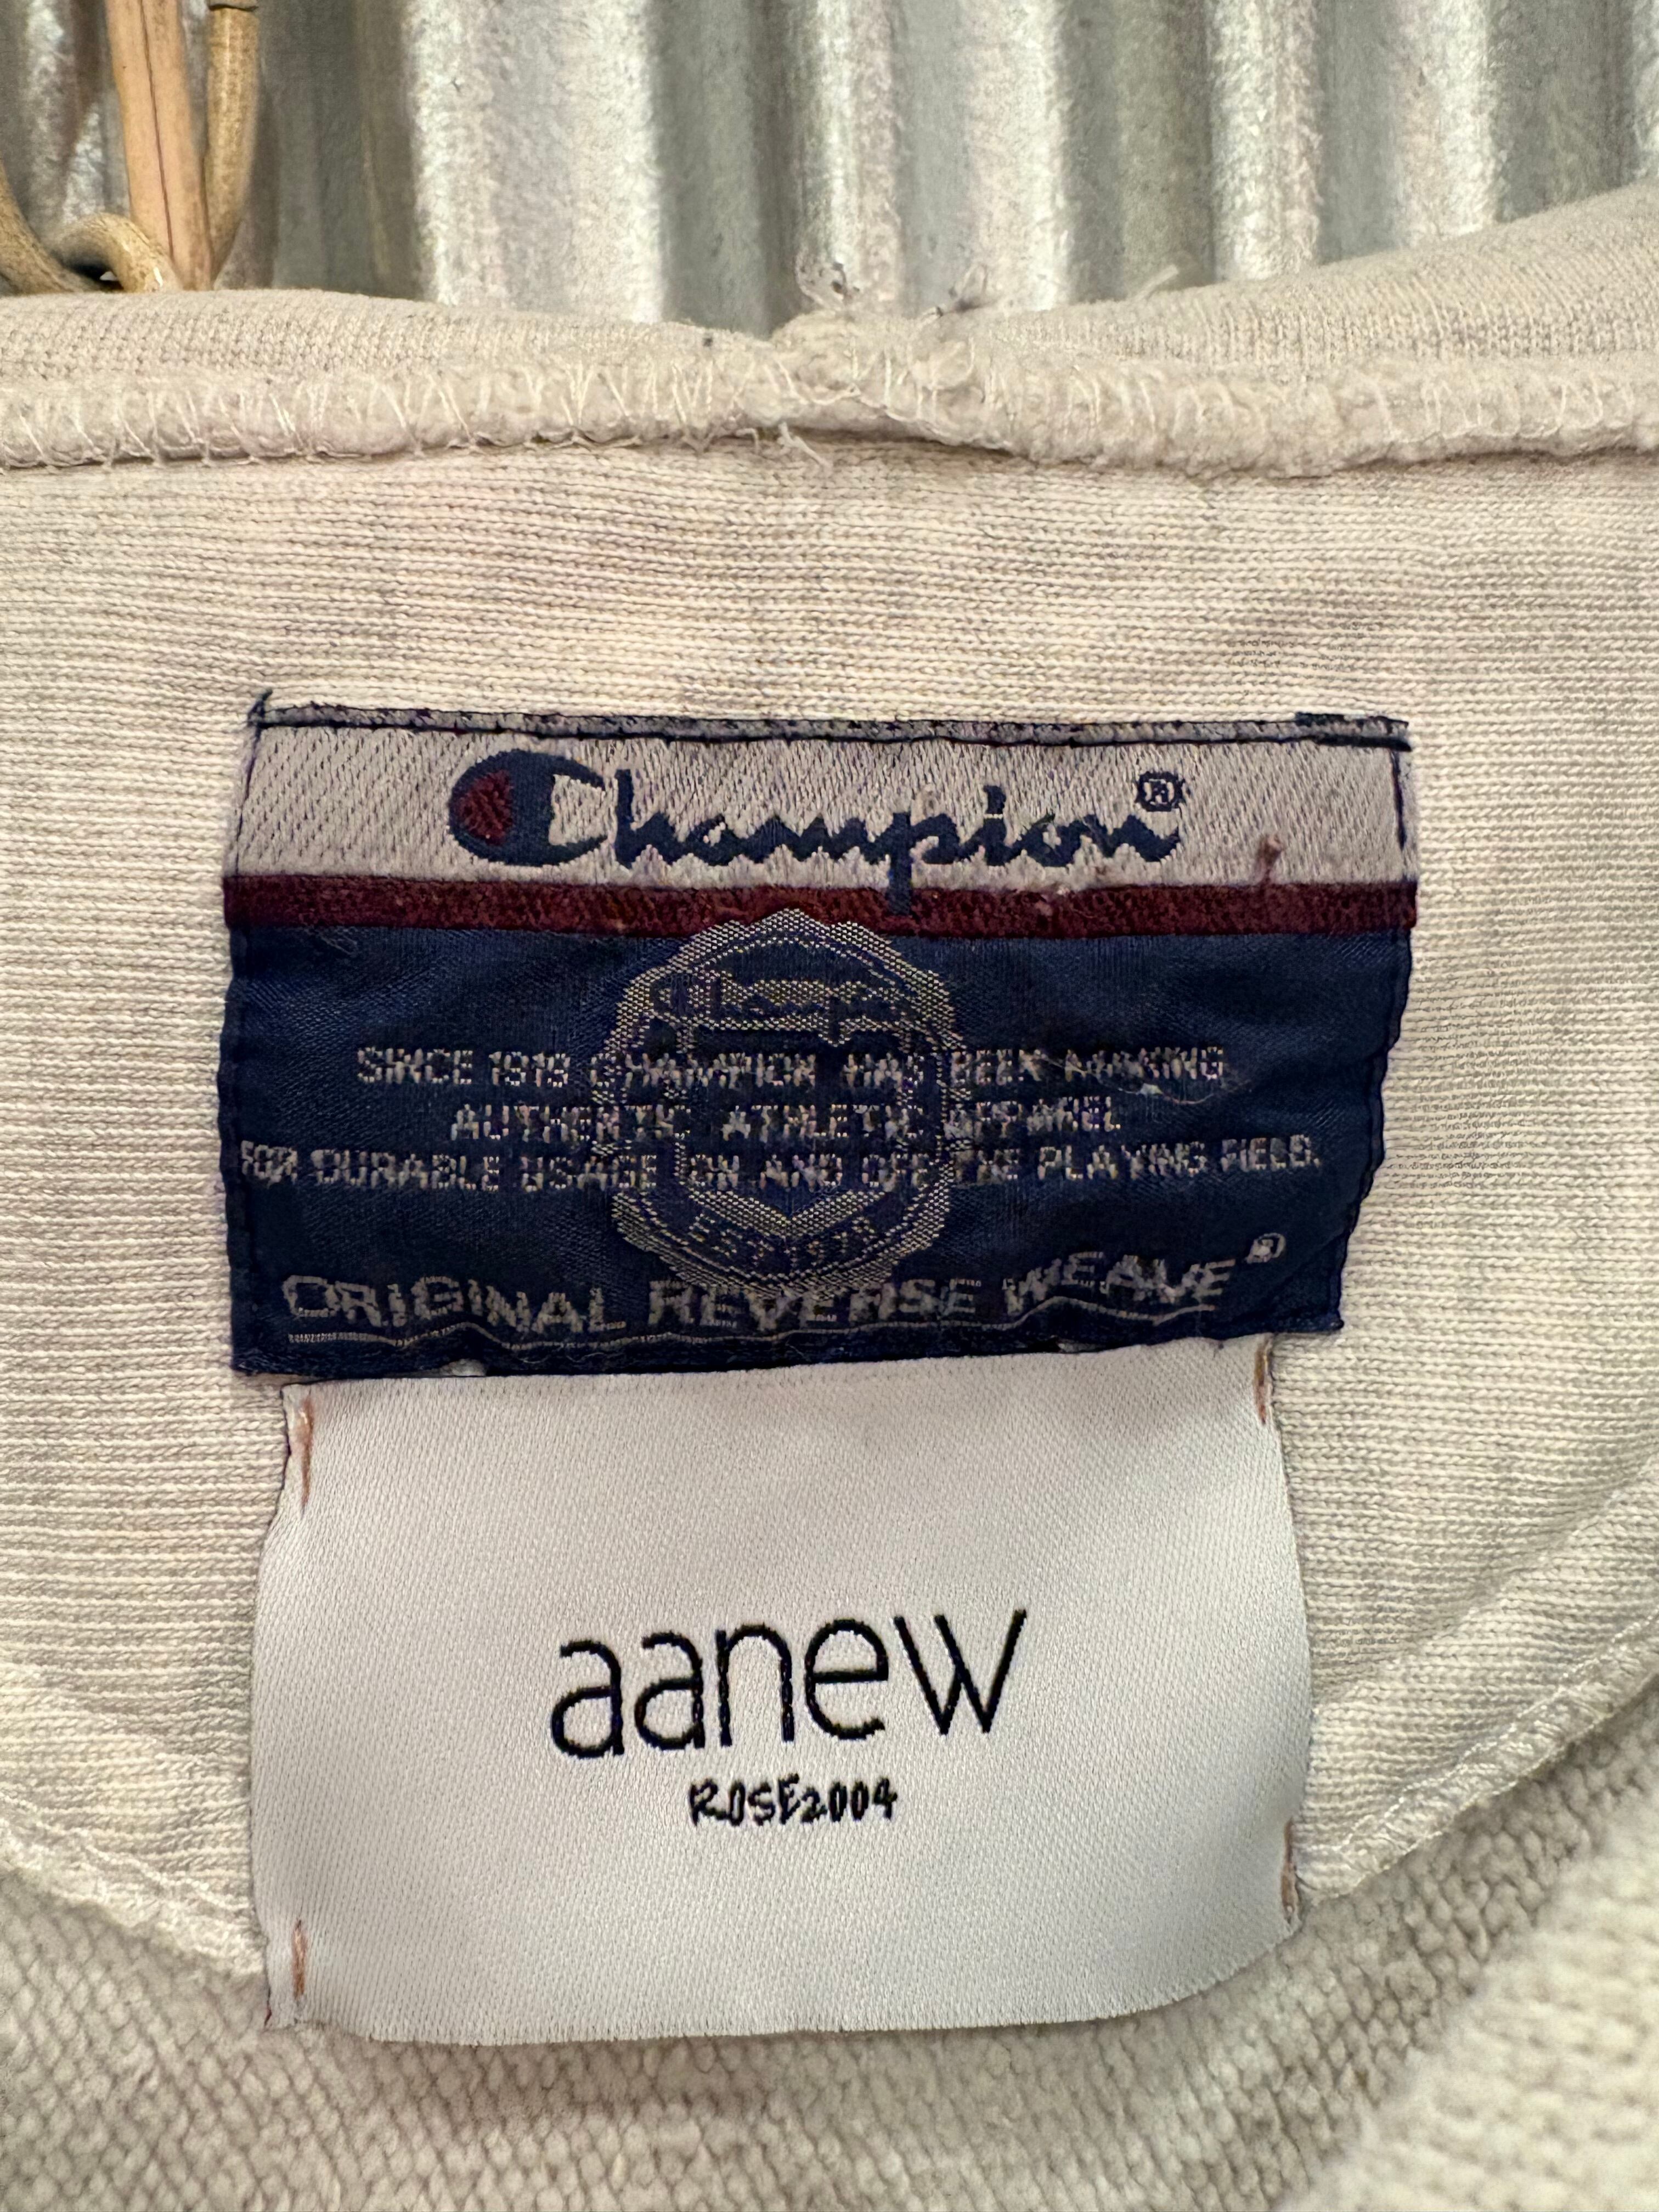 Champion®
SINCE 1919 CHAMPION HAS BEEN MAKING
AUTHENTIC ATHLETIC APPAREL
FOR DURABLE USAGE ON AND OFF THE PLAYING FIELD.
ORIGINAL REVERSE WEAVE®
aanew
ROSE2004